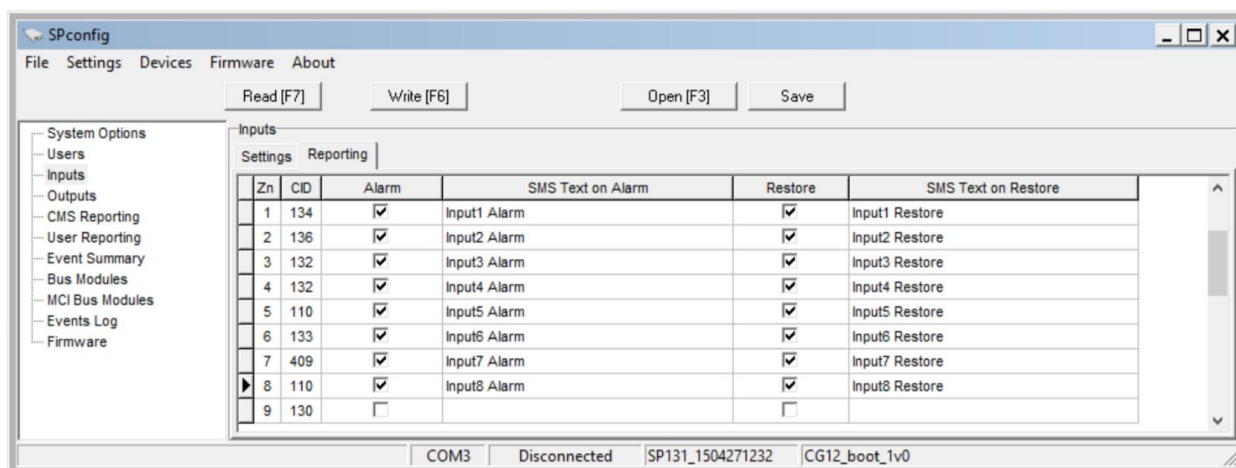 SPconfig
File Settings Devices Firmware About
Read [F7] Write [F6] Open [F3] Save
System Options
Users
Inputs
Outputs
CMS Reporting
User Reporting
Event Summary
Bus Modules
MCI Bus Modules
Events Log
Firmware
Inputs
Settings Reporting
Zn CID Alarm SMS Text on Alarm Restore SMS Text on Restore
1 134 Input1 Alarm Input1 Restore
2 136 Input2 Alarm Input2 Restore
3 132 Input3 Alarm Input3 Restore
4 132 Input4 Alarm Input4 Restore
5 110 Input5 Alarm Input5 Restore
6 133 Input6 Alarm Input6 Restore
7 409 Input7 Alarm Input7 Restore
8 110 Input8 Alarm Input8 Restore
9 130
COM3 Disconnected SP131_1504271232 CG12_boot_1v0